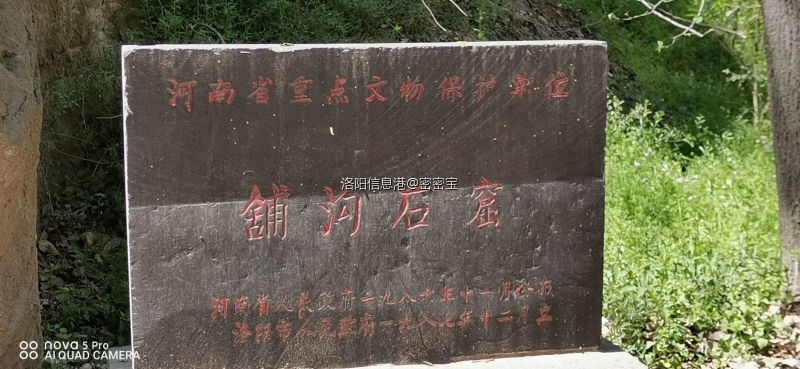 河南省重点文物保护单位
洛阳信息港@密密宝
舖沟石窟
河南省人民政府一九八六年十一月公布
洛阳市人民政府一九八七年十二月立
nova 5 Pro
AI QUAD CAMERA